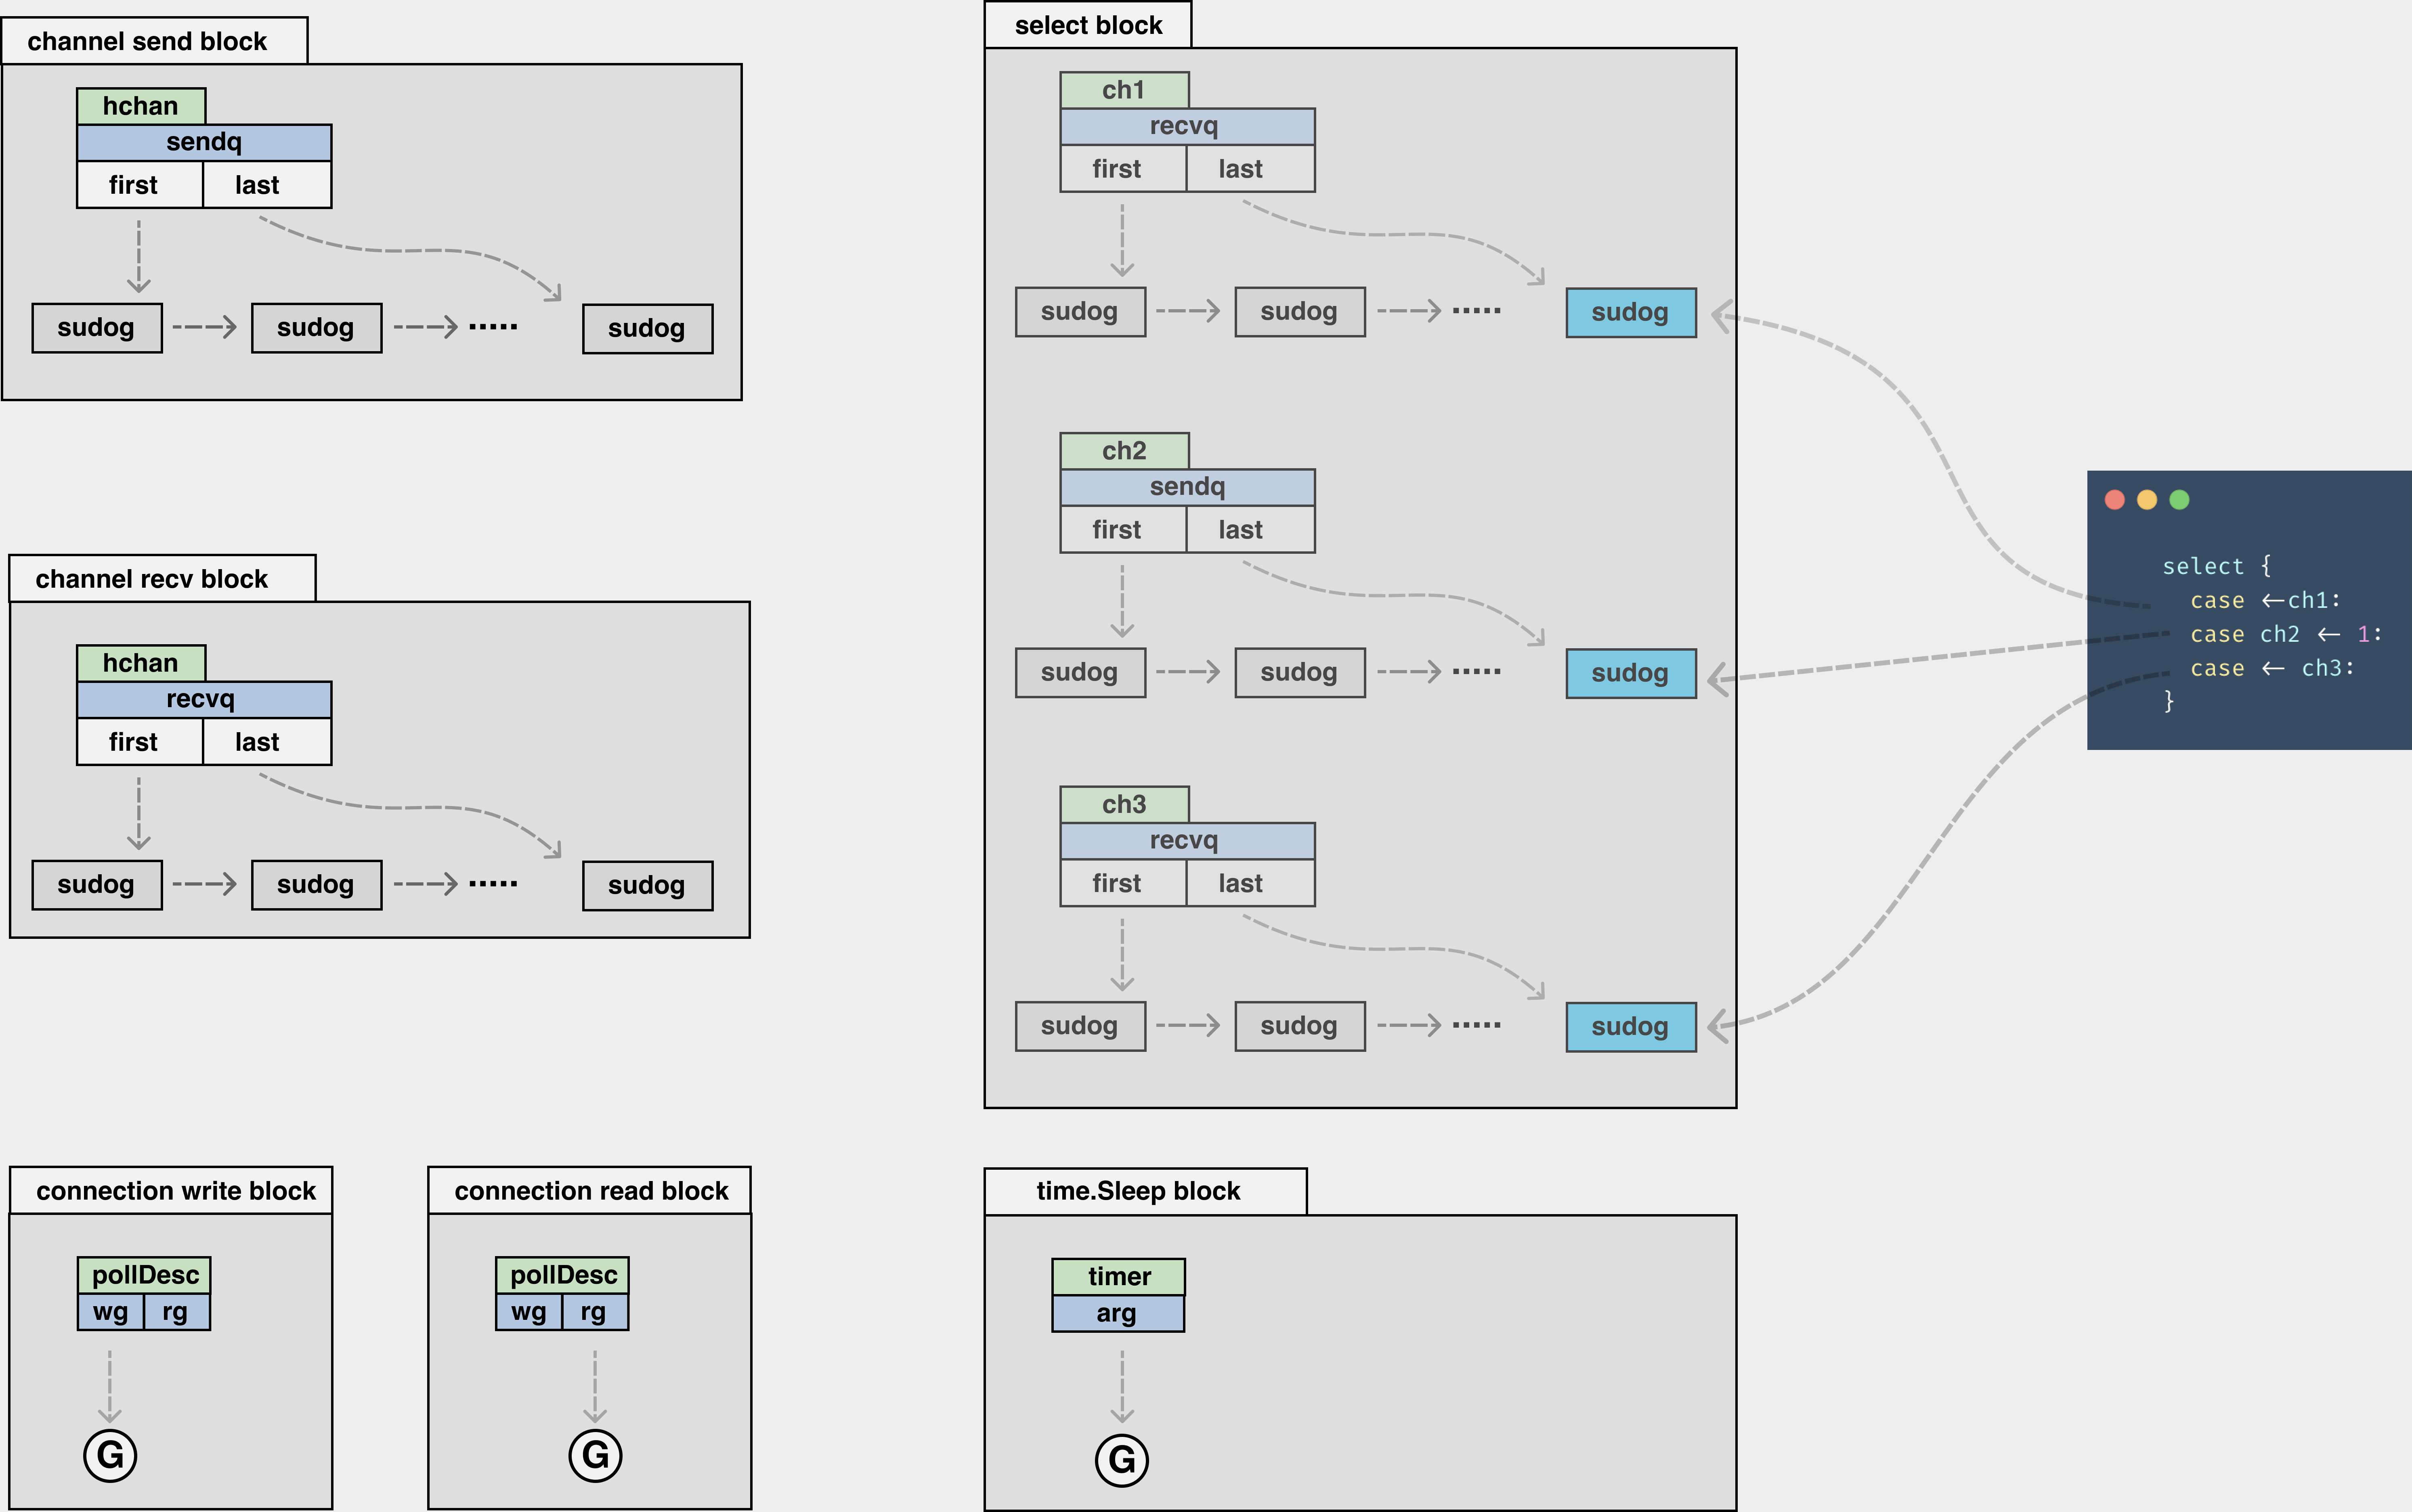 channel send block
hchan
sendq
first last
sudog sudog ..... sudog
channel recv block
hchan
recvq
first last
sudog sudog ..... sudog
connection write block
pollDesc
wg rg
G
connection read block
pollDesc
wg rg
G
select block
ch1
recvq
first last
sudog sudog ..... sudog
ch2
sendq
first last
sudog sudog ..... sudog
ch3
recvq
first last
sudog sudog ..... sudog
time.Sleep block
timer
arg
G
select {
case ←ch1:
case ch2 ← 1:
case ← ch3:
}